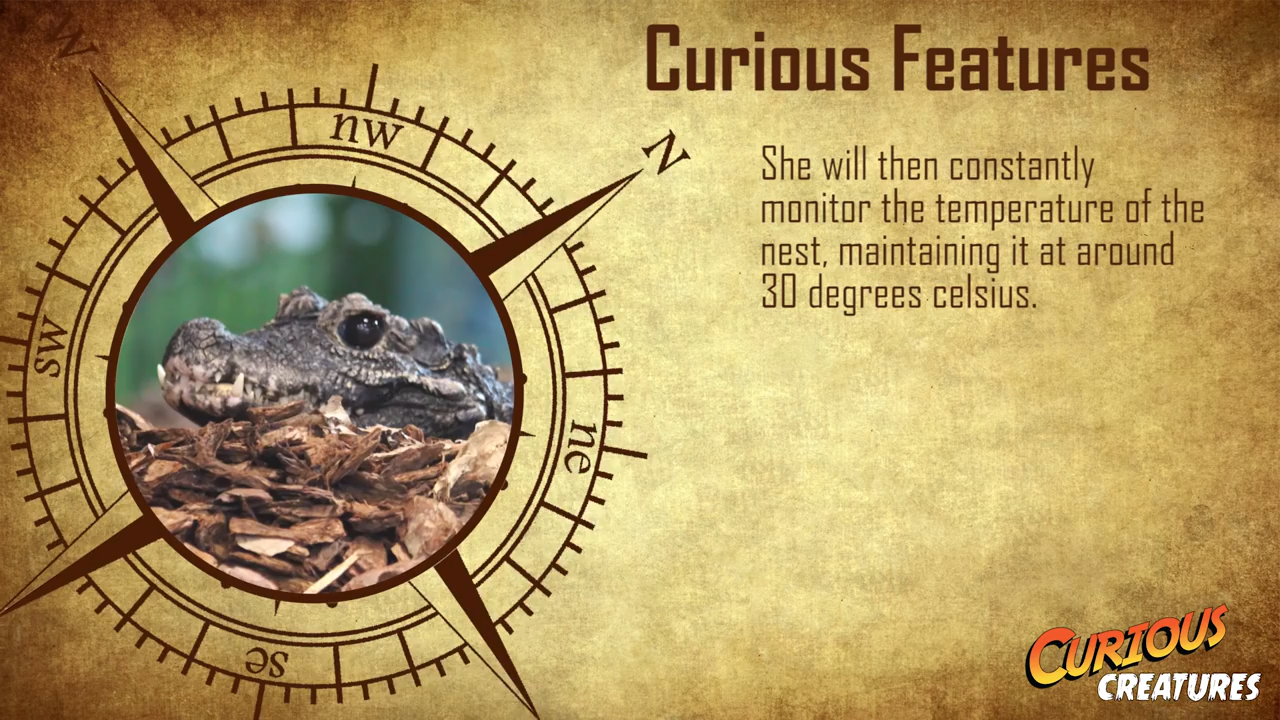 Curious Features
She will then constantly
monitor the temperature of the
nest, maintaining it at around
30 degrees celsius.
W
N
nw
sw
ne
se
CURIOUS
CREATURES